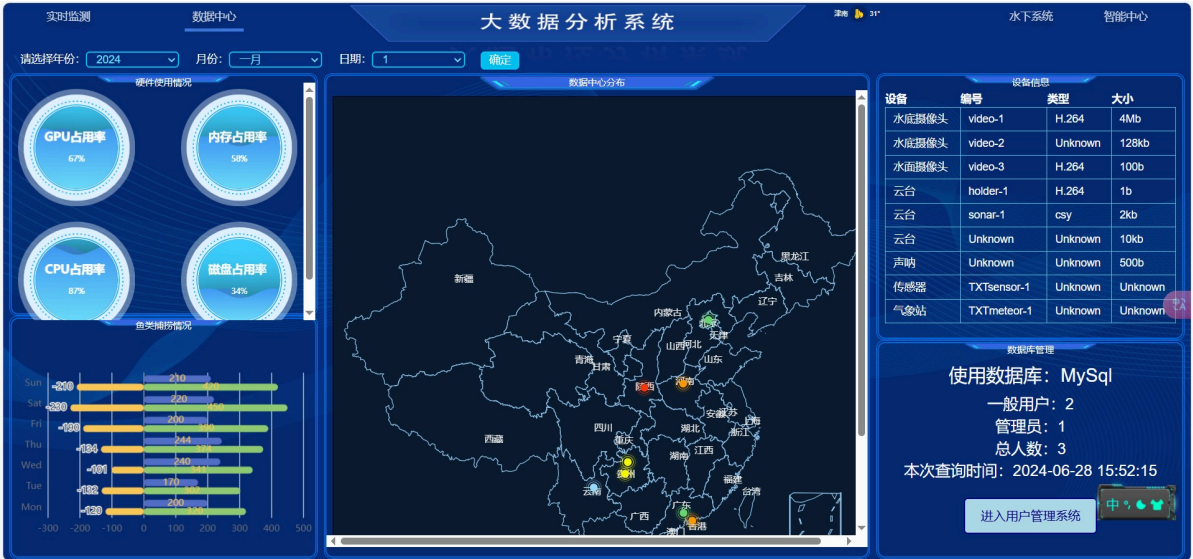 实时监测 数据中心 大数据分析系统 津南 31° 水下系统 智能中心
请选择年份: 2024 月份: 一月 日期: 1 确定
硬件使用情况
GPU占用率
67%
内存占用率
58%
CPU占用率
87%
磁盘占用率
34%
鱼类捕捞情况
Sun -210 210 420
Sat -230 220 450
Fri -190 200 390
Thu -134 244 374
Wed -101 240 341
Tue -132 170 302
Mon -120 200 320
-300 -200 -100 0 100 200 300 400 500
数据中心分布
黑龙江
新疆
吉林
辽宁
内蒙古
北京
天津
宁夏
山西
河北
青海
甘肃
山东
陕西
河南
安徽
江苏
上海
四川
湖北
浙江
西藏
重庆
湖南
江西
贵州
福建
云南
台湾
广西
广东
香港
澳门
设备信息
设备 编号 类型 大小
水底摄像头 video-1 H.264 4Mb
水底摄像头 video-2 Unknown 128kb
水面摄像头 video-3 H.264 100b
云台 holder-1 H.264 1b
云台 sonar-1 csy 2kb
云台 Unknown Unknown 10kb
声呐 Unknown Unknown 500b
传感器 TXTsensor-1 Unknown Unknown
气象站 TXTmeteor-1 Unknown Unknown
数据库管理
使用数据库: MySql
一般用户: 2
管理员: 1
总人数: 3
本次查询时间: 2024-06-28 15:52:15
进入用户管理系统
中